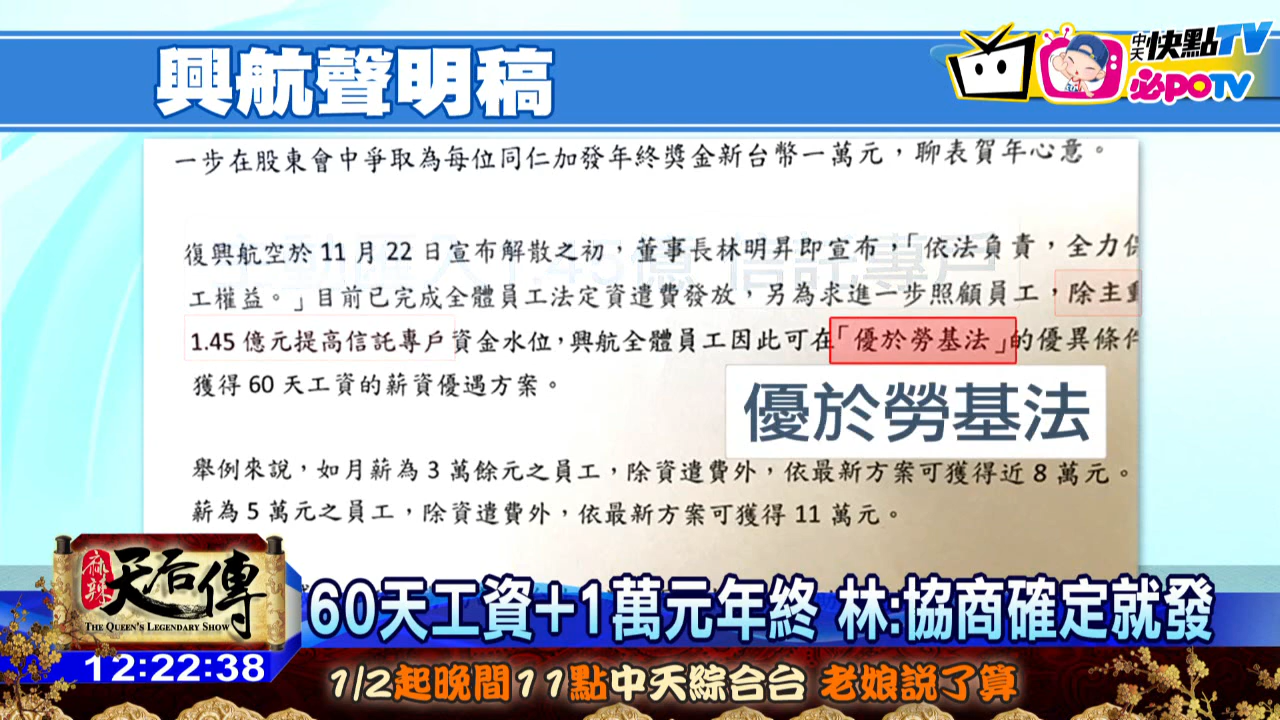 興航聲明稿
中天快點TV
必POTV
一步在股東會中爭取為每位同仁加發年終獎金新台幣一萬元，聊表賀年心意。
復興航空於 11 月 22 日宣布解散之初，董事長林明昇即宣布，「依法負責，全力保
工權益。」目前已完成全體員工法定資遣費發放，另為求進一步照顧員工，除主動
1.45 億元提高信託專戶資金水位，興航全體員工因此可在「優於勞基法」的優異條件
獲得 60 天工資的薪資優遇方案。
優於勞基法
舉例來說，如月薪為 3 萬餘元之員工，除資遣費外，依最新方案可獲得近 8 萬元。
薪為 5 萬元之員工，除資遣費外，依最新方案可獲得 11 萬元。
麻辣天后傳
THE QUEEN'S LEGENDARY SHOW
60天工資+1萬元年終 林:協商確定就發
12:22:38
1/2起晚間11點中天綜合台 老娘説了算